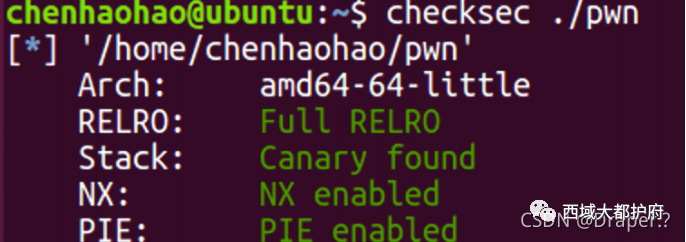 chenhaohao@ubuntu:~$ checksec ./pwn
[*] '/home/chenhaohao/pwn'
Arch: amd64-64-little
RELRO: Full RELRO
Stack: Canary found
NX: NX enabled
PIE: PIE enabled
西域大都护府
CSDN @Draper.?